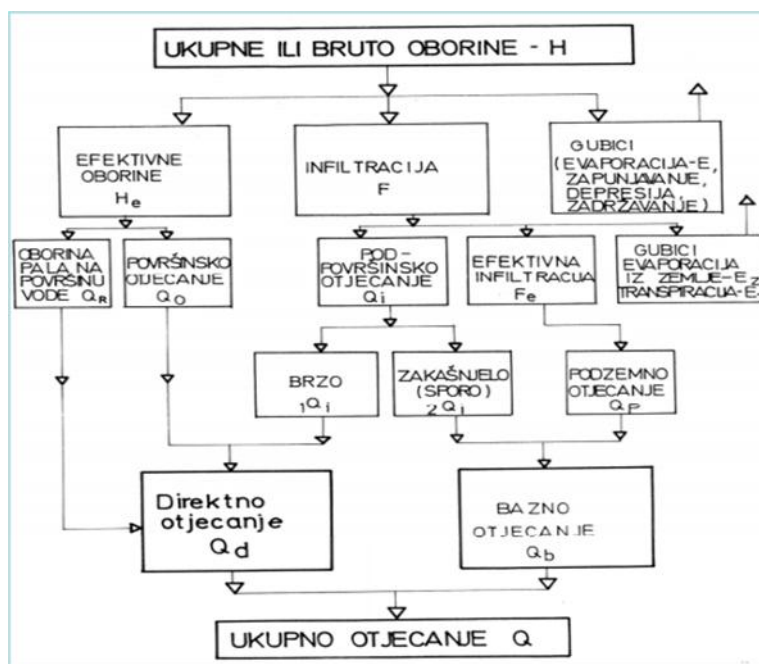 UKUPNE ILI BRUTO OBORINE - H
EFEKTIVNE
OBORINE
He
INFILTRACIJA
F
GUBICI
(EVAPORACIJA-E,
ZAPUNJAVANJE,
DEPRESIJA,
ZADRŽAVANJE)
OBORINA
PALA NA
POVRŠINU
VODE QR
POVRŠINSKO
OTJECANJE
QO
POD-
POVRŠINSKO
OTJECANJE
Qi
EFEKTIVNA
INFILTRACIJA
Fe
GUBICI
EVAPORACIJA
IZ ZEMLJE-EZ
TRANSPIRACIJA-ET
BRZO
1Qi
ZAKAŠNJELO
(SPORO)
2Qi
PODZEMNO
OTJECANJE
QP
Direktno
otjecanje
Qd
BAZNO
OTJECANJE
Qb
UKUPNO OTJECANJE Q